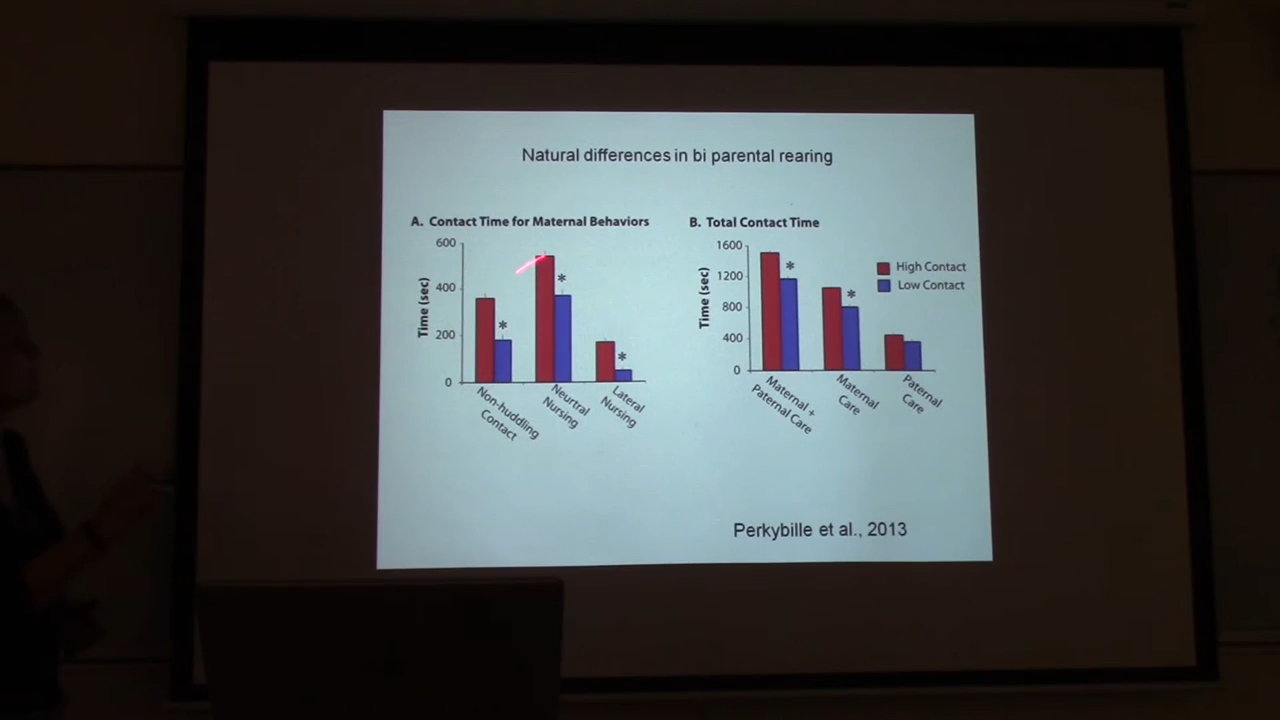 Natural differences in bi parental rearing
A. Contact Time for Maternal Behaviors
600
400
200
0
Time (sec)
Non-huddling
Contact
Neurtral
Nursing
Lateral
Nursing
*
*
*
B. Total Contact Time
1600
1200
800
400
0
Time (sec)
Maternal +
Paternal Care
Maternal
Care
Paternal
Care
*
*
High Contact
Low Contact
Perkybille et al., 2013